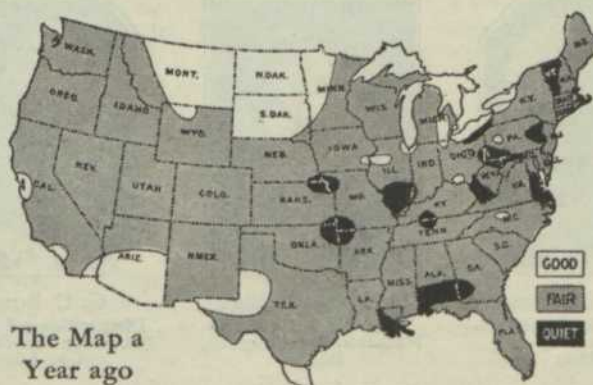 WASH.
MONT.
N.DAK.
MINN.
ME.
OREG.
IDAHO
S.DAK.
WIS.
MICH.
N.Y.
VT.
WYO.
NEB.
IOWA
ILL.
IND.
OHIO
PA.
NEV.
UTAH
COLO.
KANS.
MO.
KY.
W.VA.
VA.
CAL.
ARIZ.
N.MEX.
OKLA.
ARK.
TENN.
N.C.
S.C.
TEX.
LA.
MISS.
ALA.
GA.
FLA.
GOOD
FAIR
QUIET
The Map a
Year ago